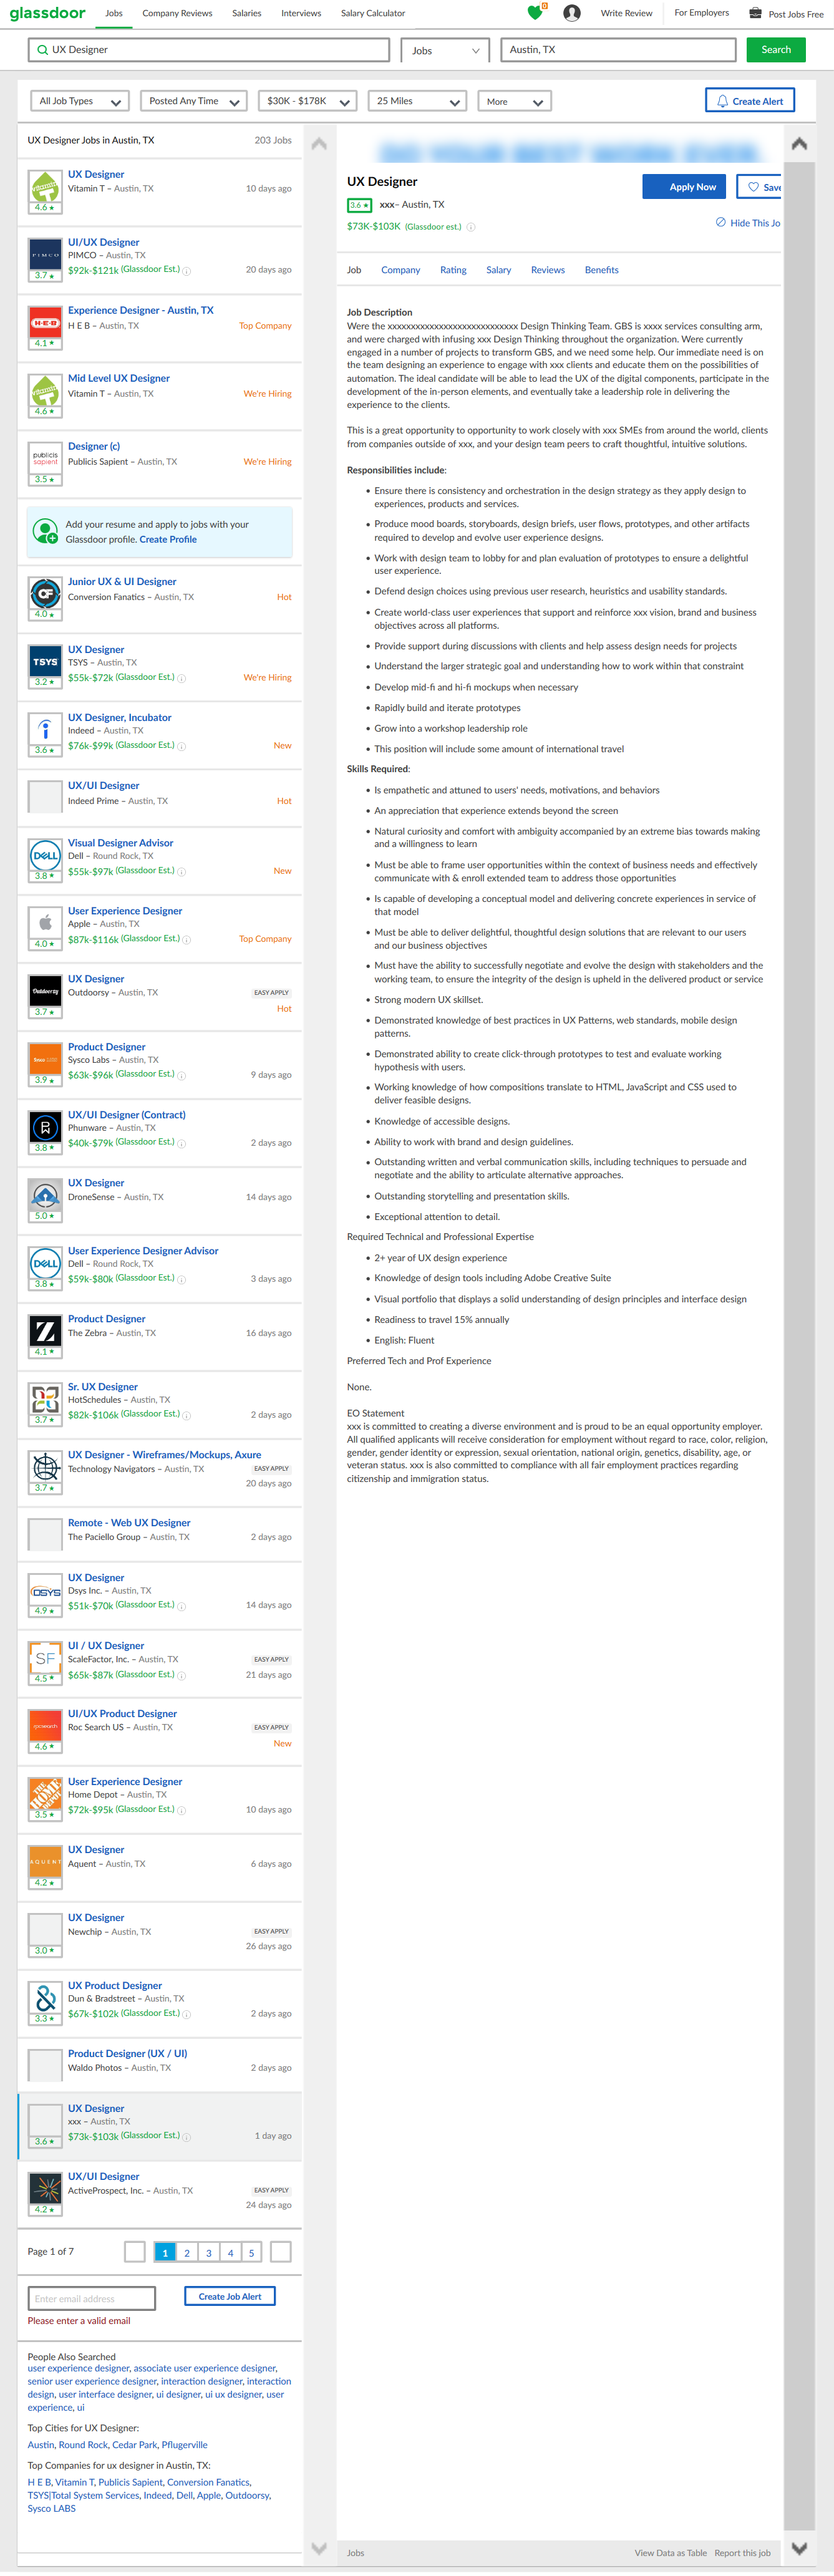 glassdoor Jobs Company Reviews Salaries Interviews Salary Calculator 0 Write Review For Employers Post Jobs Free
UX Designer Jobs Austin, TX Search
All Job Types Posted Any Time $30K - $178K 25 Miles More Create Alert
UX Designer Jobs in Austin, TX 203 Jobs
UX Designer
Vitamin T – Austin, TX 10 days ago
4.6 ★
UI/UX Designer
PIMCO – Austin, TX
$92k-$121k (Glassdoor Est.) 20 days ago
PIMCO
3.7 ★
Experience Designer - Austin, TX
H E B – Austin, TX Top Company
H-E-B
4.1 ★
Mid Level UX Designer
Vitamin T – Austin, TX We're Hiring
4.6 ★
Designer (c)
Publicis Sapient – Austin, TX We're Hiring
publicis
sapient
3.5 ★
Add your resume and apply to jobs with your
Glassdoor profile. Create Profile
Junior UX & UI Designer
Conversion Fanatics – Austin, TX Hot
CF
4.0 ★
UX Designer
TSYS – Austin, TX
$55k-$72k (Glassdoor Est.) We're Hiring
TSYS
3.2 ★
UX Designer, Incubator
Indeed – Austin, TX
$76k-$99k (Glassdoor Est.) New
3.6 ★
UX/UI Designer
Indeed Prime – Austin, TX Hot
Visual Designer Advisor
Dell – Round Rock, TX
$55k-$97k (Glassdoor Est.) New
DELL
3.8 ★
User Experience Designer
Apple – Austin, TX
$87k-$116k (Glassdoor Est.) Top Company
4.0 ★
UX Designer
Outdoorsy – Austin, TX EASY APPLY
Hot
Outdoorsy
3.7 ★
Product Designer
Sysco Labs – Austin, TX
$63k-$96k (Glassdoor Est.) 9 days ago
3.9 ★
UX/UI Designer (Contract)
Phunware – Austin, TX
$40k-$79k (Glassdoor Est.) 2 days ago
3.8 ★
UX Designer
DroneSense – Austin, TX 14 days ago
5.0 ★
User Experience Designer Advisor
Dell – Round Rock, TX
$59k-$80k (Glassdoor Est.) 3 days ago
DELL
3.8 ★
Product Designer
The Zebra – Austin, TX 16 days ago
4.1 ★
Sr. UX Designer
HotSchedules – Austin, TX
$82k-$106k (Glassdoor Est.) 2 days ago
3.7 ★
UX Designer - Wireframes/Mockups, Axure
Technology Navigators – Austin, TX EASY APPLY
20 days ago
3.7 ★
Remote - Web UX Designer
The Paciello Group – Austin, TX 2 days ago
UX Designer
Dsys Inc. – Austin, TX
$51k-$70k (Glassdoor Est.) 14 days ago
DSYS
4.9 ★
UI / UX Designer
ScaleFactor, Inc. – Austin, TX EASY APPLY
$65k-$87k (Glassdoor Est.) 21 days ago
SF
4.5 ★
UI/UX Product Designer
Roc Search US – Austin, TX EASY APPLY
New
4.6 ★
User Experience Designer
Home Depot – Austin, TX
$72k-$95k (Glassdoor Est.) 10 days ago
THE HOME DEPOT
3.5 ★
UX Designer
Aquent – Austin, TX 6 days ago
AQUENT
4.2 ★
UX Designer
Newchip – Austin, TX EASY APPLY
26 days ago
3.0 ★
UX Product Designer
Dun & Bradstreet – Austin, TX
$67k-$102k (Glassdoor Est.) 2 days ago
3.3 ★
Product Designer (UX / UI)
Waldo Photos – Austin, TX 2 days ago
UX Designer
xxx – Austin, TX
$73k-$103k (Glassdoor Est.) 1 day ago
3.6 ★
UX/UI Designer
ActiveProspect, Inc. – Austin, TX EASY APPLY
24 days ago
4.2 ★
Page 1 of 7 1 2 3 4 5
Enter email address Create Job Alert
Please enter a valid email
People Also Searched
user experience designer, associate user experience designer,
senior user experience designer, interaction designer, interaction
design, user interface designer, ui designer, ui ux designer, user
experience, ui
Top Cities for UX Designer:
Austin, Round Rock, Cedar Park, Pflugerville
Top Companies for ux designer in Austin, TX:
H E B, Vitamin T, Publicis Sapient, Conversion Fanatics,
TSYS|Total System Services, Indeed, Dell, Apple, Outdoorsy,
Sysco LABS
DO YOUR BEST WORK EVER.
UX Designer Apply Now Save
3.6 ★ xxx– Austin, TX
$73K-$103K (Glassdoor est.) Hide This Jo
Job Company Rating Salary Reviews Benefits
Job Description
Were the xxxxxxxxxxxxxxxxxxxxxxxxxxxx Design Thinking Team. GBS is xxxx services consulting arm,
and were charged with infusing xxx Design Thinking throughout the organization. Were currently
engaged in a number of projects to transform GBS, and we need some help. Our immediate need is on
the team designing an experience to engage with xxx clients and educate them on the possibilities of
automation. The ideal candidate will be able to lead the UX of the digital components, participate in the
development of the in-person elements, and eventually take a leadership role in delivering the
experience to the clients.
This is a great opportunity to opportunity to work closely with xxx SMEs from around the world, clients
from companies outside of xxx, and your design team peers to craft thoughtful, intuitive solutions.
Responsibilities include:
• Ensure there is consistency and orchestration in the design strategy as they apply design to
experiences, products and services.
• Produce mood boards, storyboards, design briefs, user flows, prototypes, and other artifacts
required to develop and evolve user experience designs.
• Work with design team to lobby for and plan evaluation of prototypes to ensure a delightful
user experience.
• Defend design choices using previous user research, heuristics and usability standards.
• Create world-class user experiences that support and reinforce xxx vision, brand and business
objectives across all platforms.
• Provide support during discussions with clients and help assess design needs for projects
• Understand the larger strategic goal and understanding how to work within that constraint
• Develop mid-fi and hi-fi mockups when necessary
• Rapidly build and iterate prototypes
• Grow into a workshop leadership role
• This position will include some amount of international travel
Skills Required:
• Is empathetic and attuned to users' needs, motivations, and behaviors
• An appreciation that experience extends beyond the screen
• Natural curiosity and comfort with ambiguity accompanied by an extreme bias towards making
and a willingness to learn
• Must be able to frame user opportunities within the context of business needs and effectively
communicate with & enroll extended team to address those opportunities
• Is capable of developing a conceptual model and delivering concrete experiences in service of
that model
• Must be able to deliver delightful, thoughtful design solutions that are relevant to our users
and our business objectives
• Must have the ability to successfully negotiate and evolve the design with stakeholders and the
working team, to ensure the integrity of the design is upheld in the delivered product or service
• Strong modern UX skillset.
• Demonstrated knowledge of best practices in UX Patterns, web standards, mobile design
patterns.
• Demonstrated ability to create click-through prototypes to test and evaluate working
hypothesis with users.
• Working knowledge of how compositions translate to HTML, JavaScript and CSS used to
deliver feasible designs.
• Knowledge of accessible designs.
• Ability to work with brand and design guidelines.
• Outstanding written and verbal communication skills, including techniques to persuade and
negotiate and the ability to articulate alternative approaches.
• Outstanding storytelling and presentation skills.
• Exceptional attention to detail.
Required Technical and Professional Expertise
• 2+ year of UX design experience
• Knowledge of design tools including Adobe Creative Suite
• Visual portfolio that displays a solid understanding of design principles and interface design
• Readiness to travel 15% annually
• English: Fluent
Preferred Tech and Prof Experience
None.
EO Statement
xxx is committed to creating a diverse environment and is proud to be an equal opportunity employer.
All qualified applicants will receive consideration for employment without regard to race, color, religion,
gender, gender identity or expression, sexual orientation, national origin, genetics, disability, age, or
veteran status. xxx is also committed to compliance with all fair employment practices regarding
citizenship and immigration status.
Jobs View Data as Table Report this job